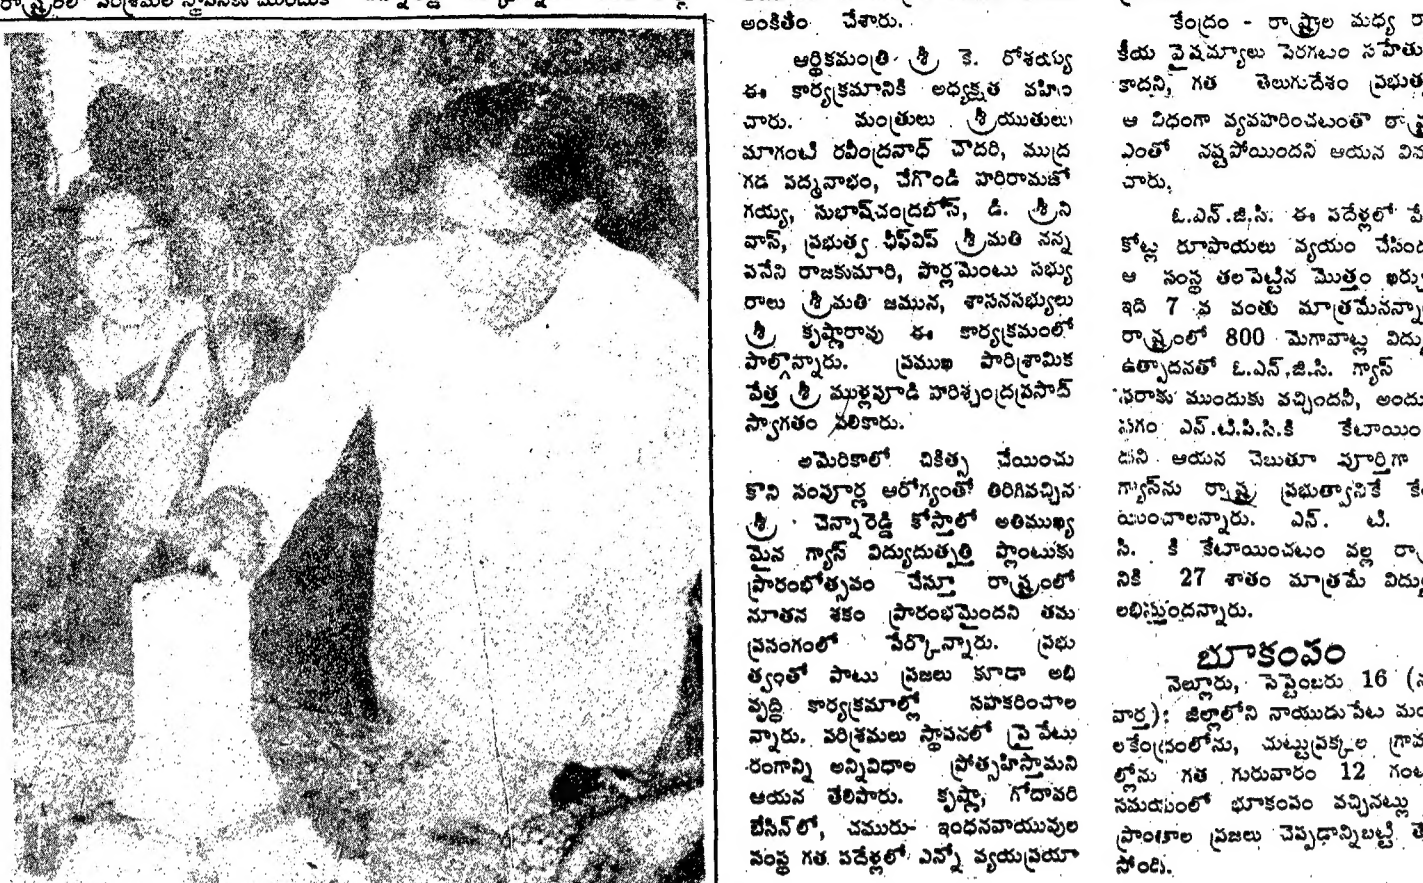 రాష్ట్రంలో పరిశ్రమల స్థాపనకు ముందుకు
అంకితం చేశారు.
ఆర్థికమంత్రి శ్రీ కె. రోశయ్య
ఈ కార్యక్రమానికి అధ్యక్షత వహిం
చారు. మంత్రులు శ్రీయుతులు
మాగంటి రవీంద్రనాధ్ చౌదరి, ముద్ర
గడ పద్మనాభం, చేగొండి హరిరామజో
గయ్య, సుభాష్‌చంద్రబోస్, డి. శ్రీని
వాస్, ప్రభుత్వ ఛీఫ్‌విప్ శ్రీమతి నన్న
పనేని రాజకుమారి, పార్లమెంటు సభ్యు
రాలు శ్రీమతి జమున, శాసనసభ్యులు
శ్రీ కృష్ణారావు ఈ కార్యక్రమంలో
పాల్గొన్నారు. ప్రముఖ పారిశ్రామిక
వేత్త శ్రీ ముళ్లపూడి హరిశ్చంద్రప్రసాద్
స్వాగతం పలికారు.
అమెరికాలో చికిత్స చేయించు
కొని సంపూర్ణ ఆరోగ్యంతో తిరిగివచ్చిన
శ్రీ చెన్నారెడ్డి కోస్తాలో అతిముఖ్య
మైన గ్యాస్ విద్యుదుత్పత్తి ప్లాంటుకు
ప్రారంభోత్సవం చేస్తూ రాష్ట్రంలో
నూతన శకం ప్రారంభమైందని తమ
ప్రసంగంలో పేర్కొన్నారు. ప్రభు
త్వంతో పాటు ప్రజలు కూడా అభి
వృద్ధి కార్యక్రమాల్లో సహకరించాల
న్నారు. పరిశ్రమలు స్థాపనలో ప్రైవేటు
రంగాన్ని అన్నివిధాల ప్రోత్సహిస్తామని
ఆయన తెలిపారు. కృష్ణా, గోదావరి
బేసిన్‌లో, చమురు- ఇంధనవాయువుల
సంస్థ గత పదేళ్లలో ఎన్నో వ్యయప్రయా
కేంద్రం - రాష్ట్రాల మధ్య రా
కీయ వైషమ్యాలు పెరగటం సహేతు
కాదని, గత తెలుగుదేశం ప్రభుత
ఆ విధంగా వ్యవహరించటంతో రాష్ట్ర
ఎంతో నష్టపోయిందని ఆయన విన
చారు,
ఓ.ఎన్.జి.సి. ఈ పదేళ్లలో వే
కోట్ల రూపాయలు వ్యయం చేసింది
ఆ సంస్థ తలపెట్టిన మొత్తం ఖర్చు
ఇది 7 వ వంతు మాత్రమేనన్నా
రాష్ట్రంలో 800 మెగావాట్ల విద్యు
ఉత్పాదనతో ఓ.ఎన్.జి.సి. గ్యాస్
సరాకు ముందుకు వచ్చిందనీ, అందు
సగం ఎన్.టి.పి.సి.కి కేటాయిం
డని ఆయన చెబుతూ పూర్తిగా
గ్యాస్‌ను రాష్ట్ర ప్రభుత్వానికే కే
యించాలన్నారు. ఎన్. టి.
సి. కి కేటాయించటం వల్ల రా
నికి 27 శాతం మాత్రమే విద్యు
లభిస్తుందన్నారు.
భూకంపం
నెల్లూరు, సెప్టెంబరు 16 (
వార్త): జిల్లాలోని నాయుడుపేట మం
లకేంద్రంలోను, చుట్టుప్రక్కల గ్రామ
ల్లోను గత గురువారం 12 గంట
సమయంలో భూకంపం వచ్చినట్లు
ప్రాంతాల ప్రజలు చెప్పడాన్నిబట్టి తె
సోంది.